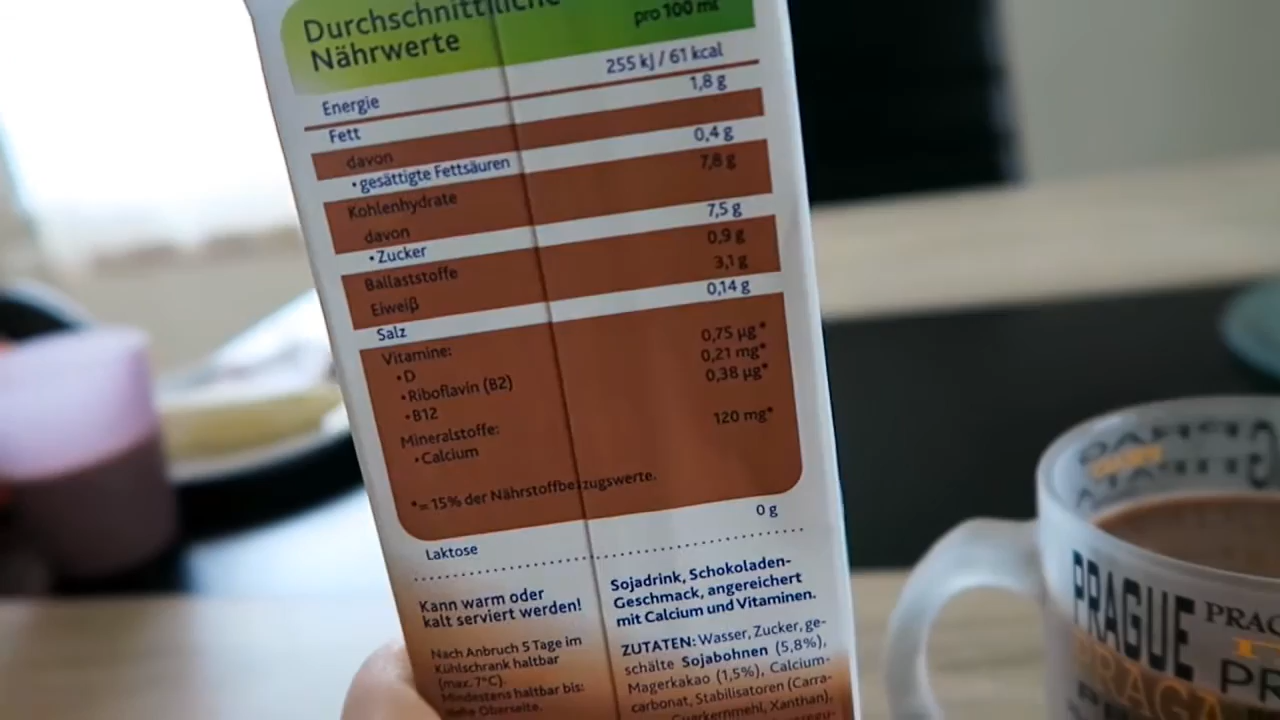 Durchschnittliche
Nährwerte
pro 100 ml
Energie 255 kJ / 61 kcal
Fett 1,8 g
davon
• gesättigte Fettsäuren 0,4 g
Kohlenhydrate 7,8 g
davon
• Zucker 7,5 g
Ballaststoffe 0,9 g
Eiweiß 3,1 g
Salz 0,14 g
Vitamine:
• D 0,75 µg*
• Riboflavin (B2) 0,21 mg*
• B12 0,38 µg*
Mineralstoffe:
• Calcium 120 mg*
* = 15% der Nährstoffbezugswerte.
Laktose 0 g
Kann warm oder
kalt serviert werden!
Nach Anbruch 5 Tage im
Kühlschrank haltbar
(max. 7°C).
Mindestens haltbar bis:
siehe Oberseite.
Sojadrink, Schokoladen-
Geschmack, angereichert
mit Calcium und Vitaminen.
ZUTATEN: Wasser, Zucker, ge-
schälte Sojabohnen (5,8%),
Magerkakao (1,5%), Calcium-
carbonat, Stabilisatoren (Carra-
Guarkernmehl, Xanthan),
PRAGUE